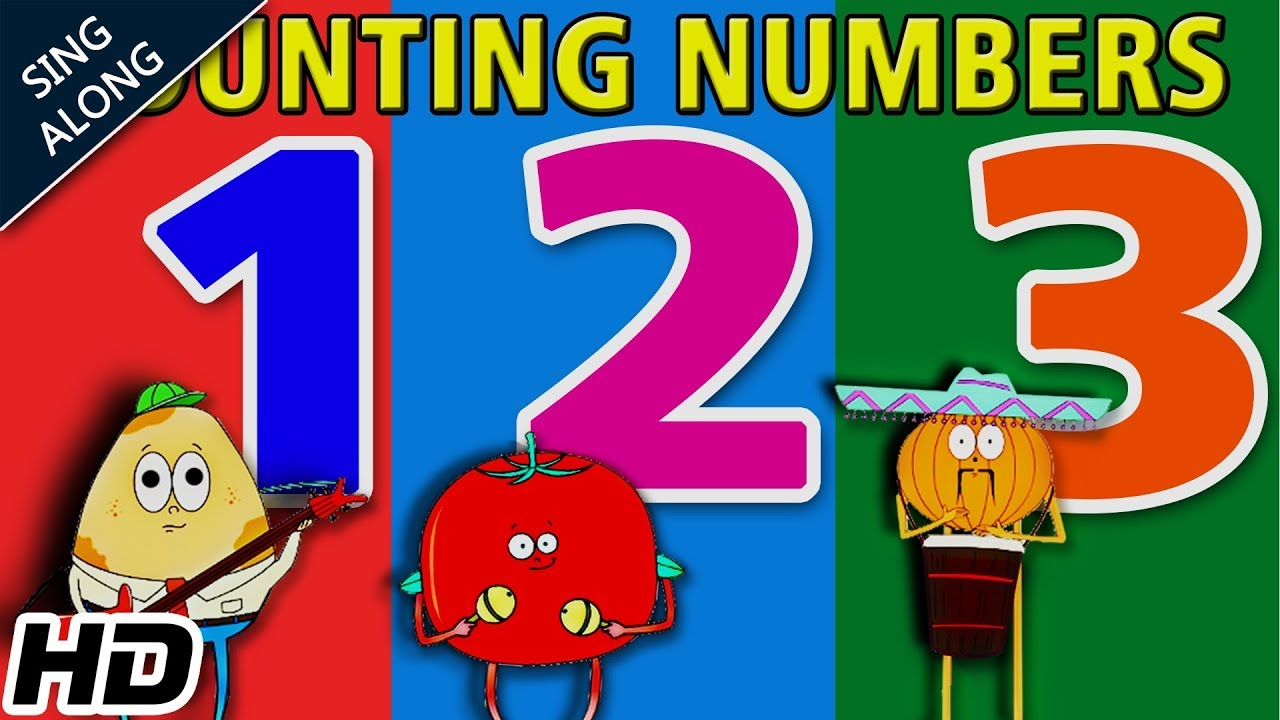 SING
ALONG
OUNTING NUMBERS
1 2 3
HD